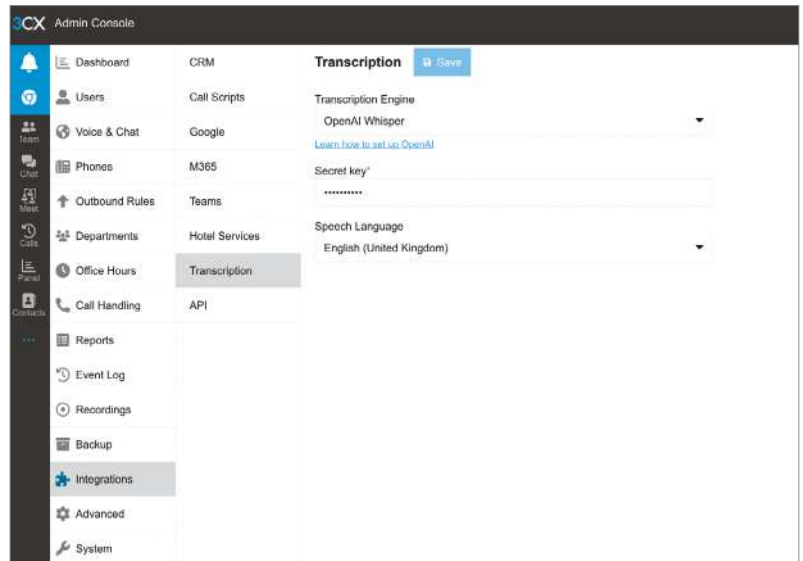 3CX Admin Console
Team
Chat
Meet
Calls
Panel
Contacts
Dashboard
Users
Voice & Chat
Phones
Outbound Rules
Departments
Office Hours
Call Handling
Reports
Event Log
Recordings
Backup
Integrations
Advanced
System
CRM
Call Scripts
Google
M365
Teams
Hotel Services
Transcription
API
Transcription Save
Transcription Engine
OpenAI Whisper
Learn how to set up OpenAI
Secret key*
••••••••••
Speech Language
English (United Kingdom)